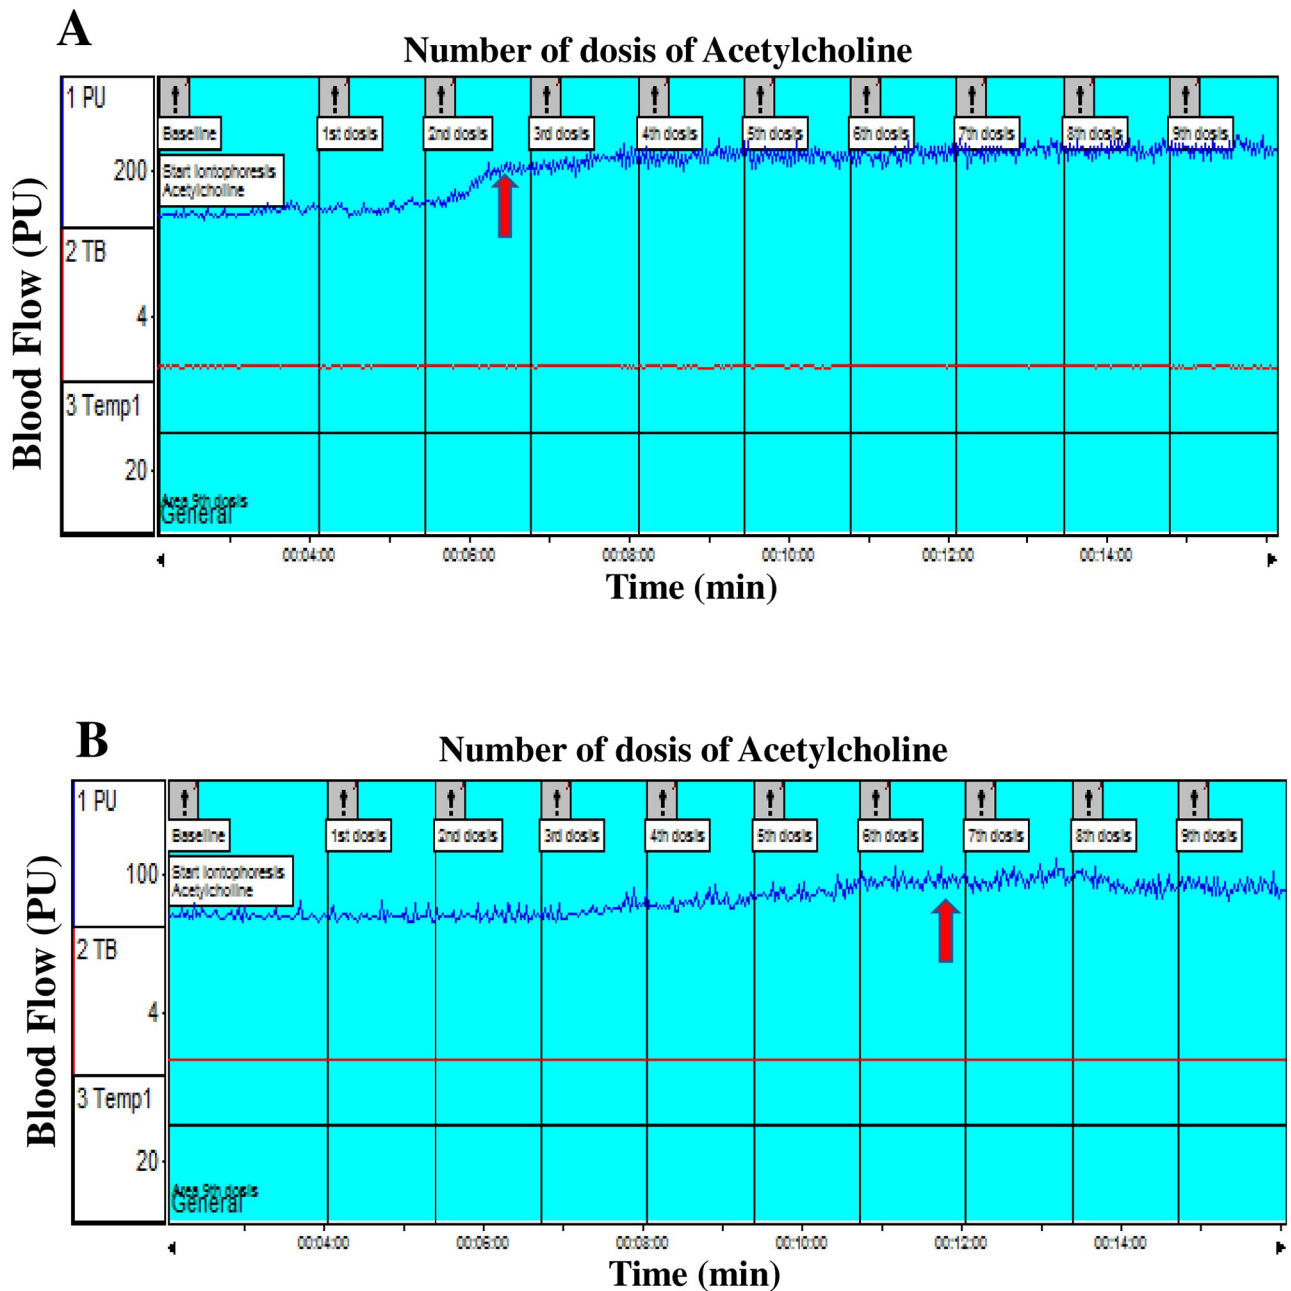 A
Number of dosis of Acetylcholine
1 PU
Baseline
1st dosis
2nd dosis
3rd dosis
4th dosis
5th dosis
6th dosis
7th dosis
8th dosis
9th dosis
Start Iontophoresis
Acetylcholine
200
2 TB
4
3 Temp1
20
Area 9th dosis
General
Blood Flow (PU)
00:04:00
00:06:00
00:08:00
00:10:00
00:12:00
00:14:00
Time (min)
B
Number of dosis of Acetylcholine
1 PU
Baseline
1st dosis
2nd dosis
3rd dosis
4th dosis
5th dosis
6th dosis
7th dosis
8th dosis
9th dosis
Start Iontophoresis
Acetylcholine
100
2 TB
4
3 Temp1
20
Area 9th dosis
General
Blood Flow (PU)
00:04:00
00:06:00
00:08:00
00:10:00
00:12:00
00:14:00
Time (min)